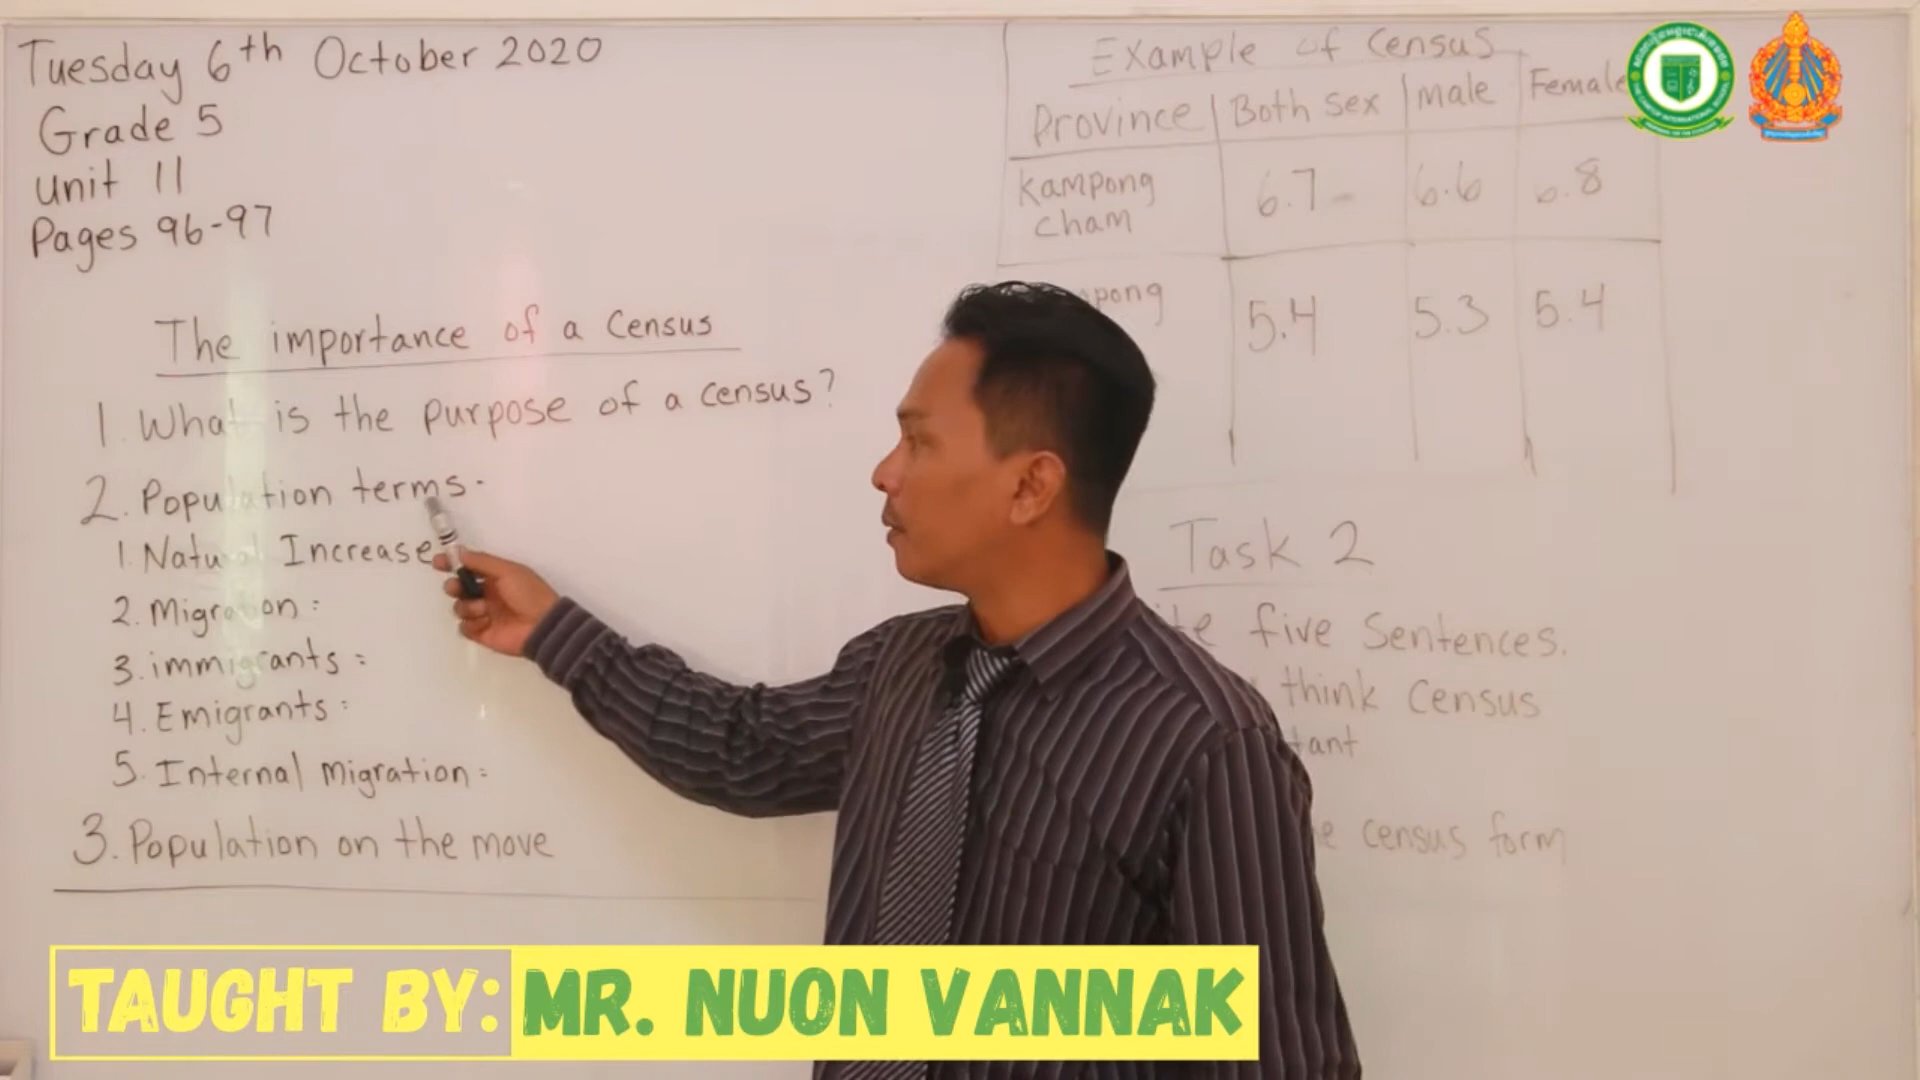 Tuesday 6th October 2020
Grade 5
Unit 11
Pages 96-97
The importance of a Census
1. What is the purpose of a census?
2. Population terms.
1. Natural Increase
2. Migration:
3. immigrants:
4. Emigrants:
5. Internal Migration:
3. Population on the move
Example of Census
Province Both Sex Male Female
Kampong 6.7 6.6 6.8
Cham
pong 5.4 5.3 5.4
Task 2
te five Sentences.
think Census
tant
census form
TAUGHT BY: MR. NUON VANNAK